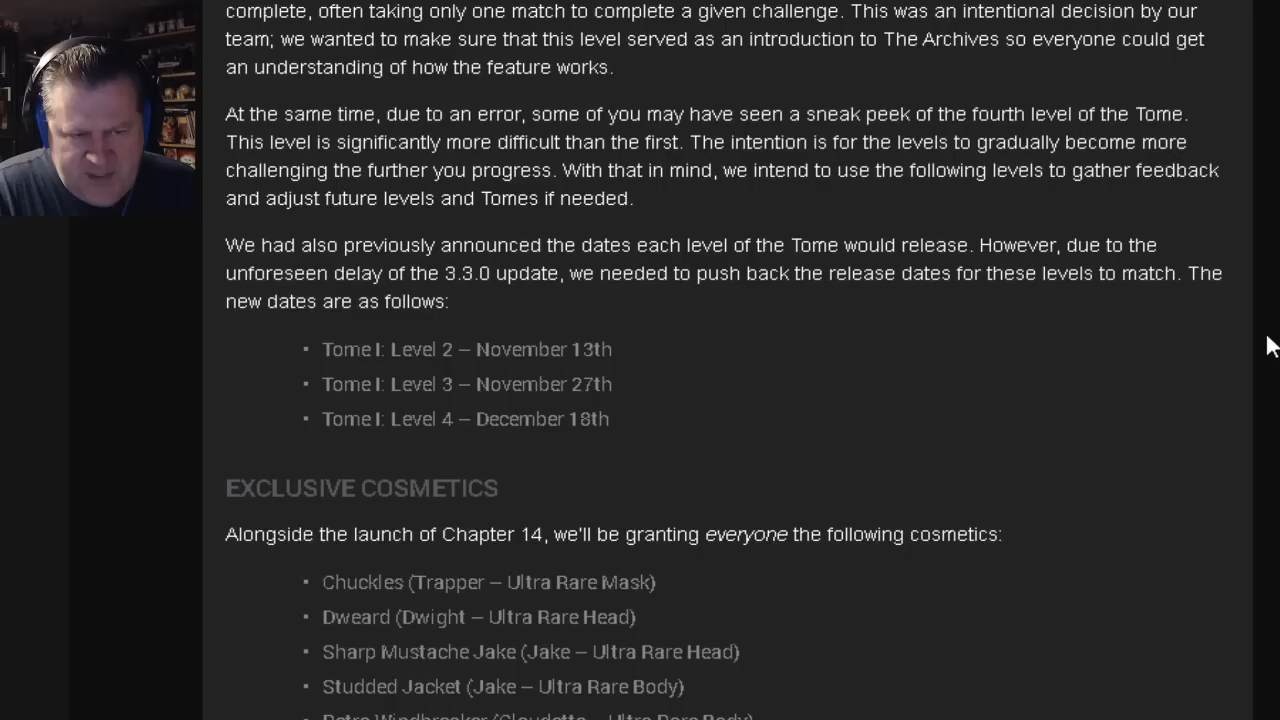 complete, often taking only one match to complete a given challenge. This was an intentional decision by our
team; we wanted to make sure that this level served as an introduction to The Archives so everyone could get
an understanding of how the feature works.
At the same time, due to an error, some of you may have seen a sneak peek of the fourth level of the Tome.
This level is significantly more difficult than the first. The intention is for the levels to gradually become more
challenging the further you progress. With that in mind, we intend to use the following levels to gather feedback
and adjust future levels and Tomes if needed.
We had also previously announced the dates each level of the Tome would release. However, due to the
unforeseen delay of the 3.3.0 update, we needed to push back the release dates for these levels to match. The
new dates are as follows:
• Tome I: Level 2 – November 13th
• Tome I: Level 3 – November 27th
• Tome I: Level 4 – December 18th
EXCLUSIVE COSMETICS
Alongside the launch of Chapter 14, we'll be granting everyone the following cosmetics:
• Chuckles (Trapper – Ultra Rare Mask)
• Dweard (Dwight – Ultra Rare Head)
• Sharp Mustache Jake (Jake – Ultra Rare Head)
• Studded Jacket (Jake – Ultra Rare Body)
• Retro Windbreaker (Claudette – Ultra Rare Body)